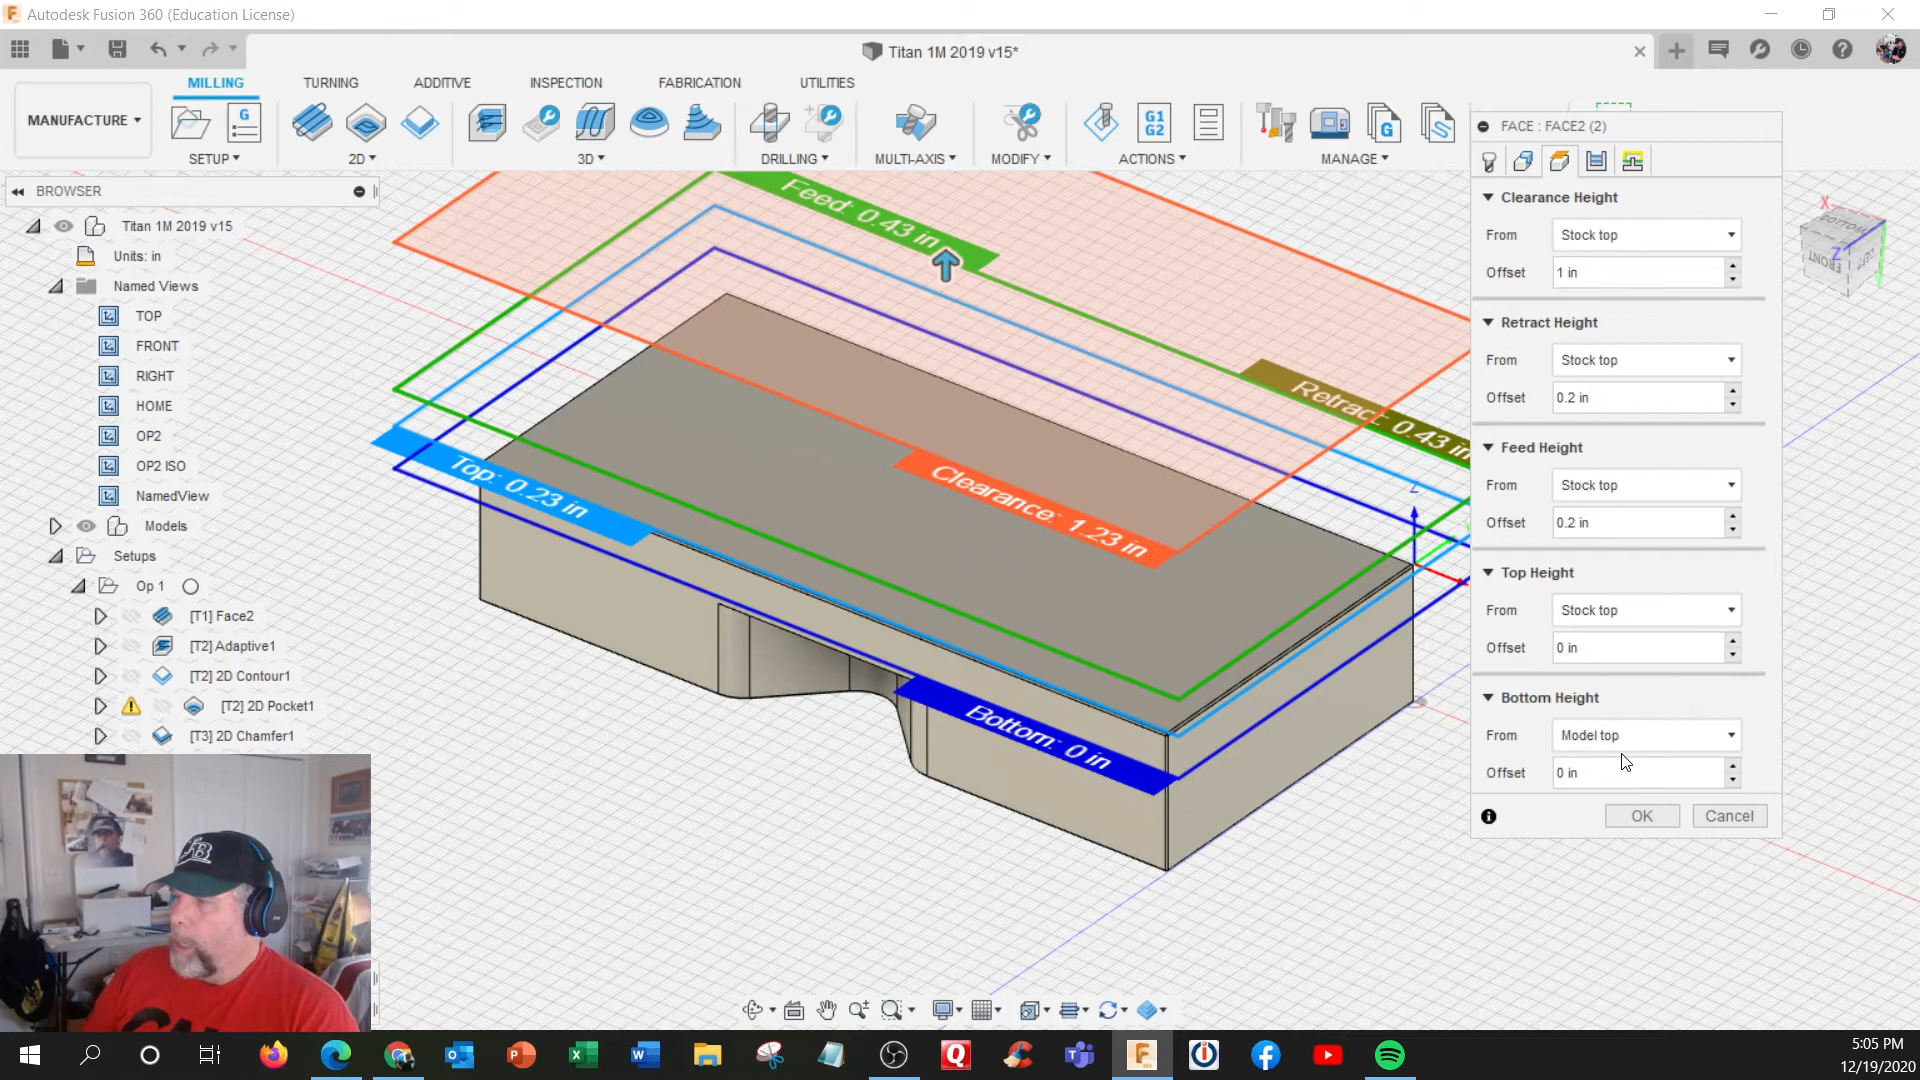 Autodesk Fusion 360 (Education License)
Titan 1M 2019 v15*
MILLING
TURNING
ADDITIVE
INSPECTION
FABRICATION
UTILITIES
MANUFACTURE
G
G1
G2
G
SETUP
2D
3D
DRILLING
MULTI-AXIS
MODIFY
ACTIONS
MANAGE
FACE : FACE2 (2)
BROWSER
Titan 1M 2019 v15
Units: in
Named Views
TOP
FRONT
RIGHT
HOME
OP2
OP2 ISO
NamedView
Models
Setups
Op 1
[T1] Face2
[T2] Adaptive1
[T2] 2D Contour1
[T2] 2D Pocket1
[T3] 2D Chamfer1
Feed: 0.43 in
Retract: 0.43 in
Top: 0.23 in
Clearance: 1.23 in
Bottom: 0 in
Z
X
Z
BOTTOM
FRONT
LEFT
Clearance Height
From Stock top
Offset 1 in
Retract Height
From Stock top
Offset 0.2 in
Feed Height
From Stock top
Offset 0.2 in
Top Height
From Stock top
Offset 0 in
Bottom Height
From Model top
Offset 0 in
OK Cancel
5:05 PM
12/19/2020